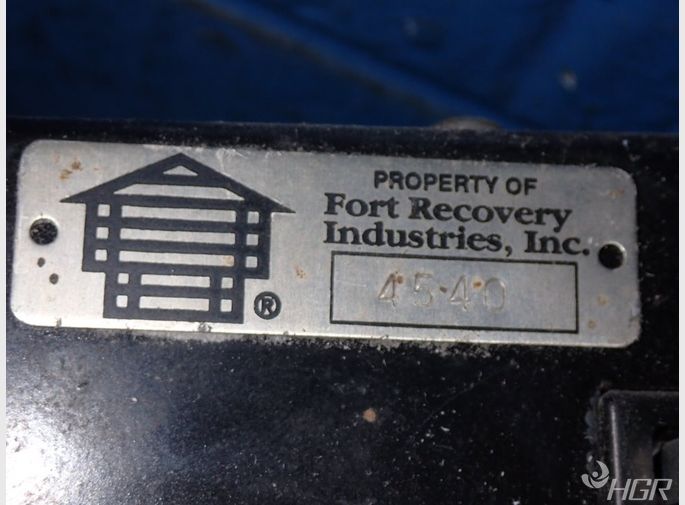 PROPERTY OF
Fort Recovery
Industries, Inc.
4540
®
HGR